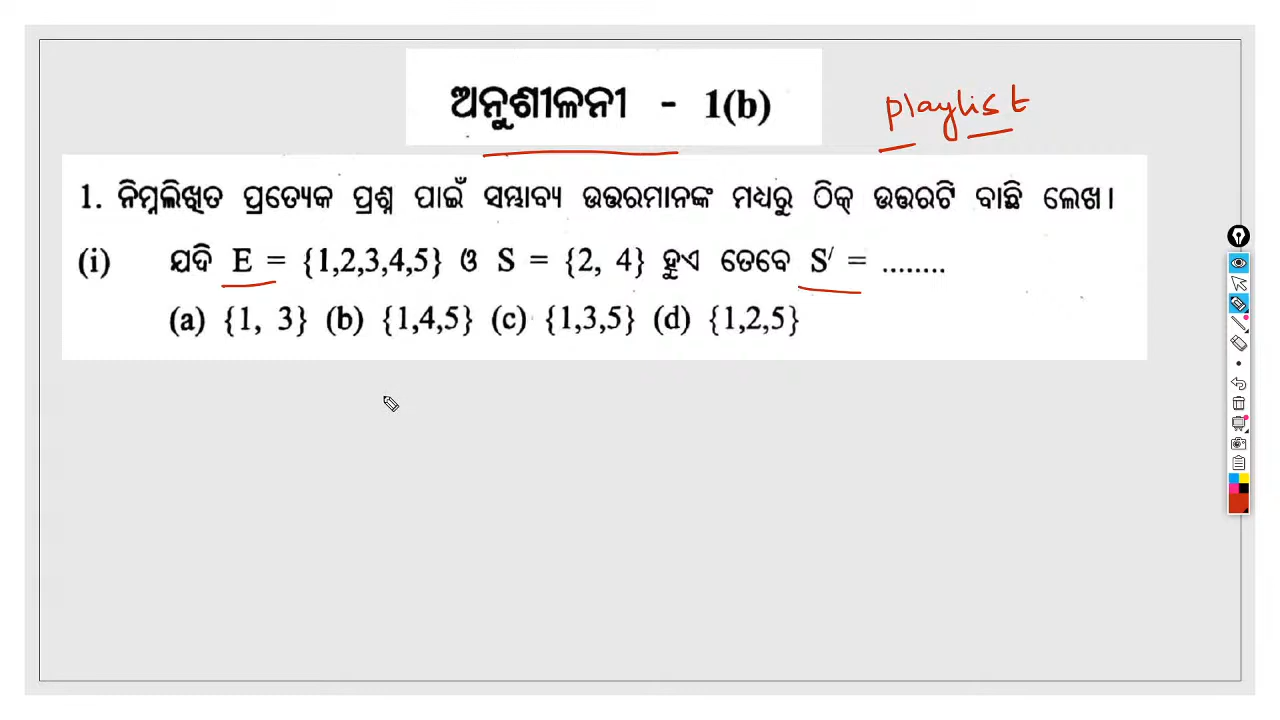 ଅନୁଶୀଳନୀ - 1(b)
playlist
1. ନିମ୍ନଲିଖିତ ପ୍ରତ୍ୟେକ ପ୍ରଶ୍ନ ପାଇଁ ସମ୍ଭାବ୍ୟ ଉତ୍ତରମାନଙ୍କ ମଧ୍ୟରୁ ଠିକ୍ ଉତ୍ତରଟି ବାଛି ଲେଖ।
(i) ଯଦି E = {1,2,3,4,5} ଓ S = {2, 4} ହୁଏ ତେବେ S′ = ........
(a) {1, 3} (b) {1,4,5} (c) {1,3,5} (d) {1,2,5}